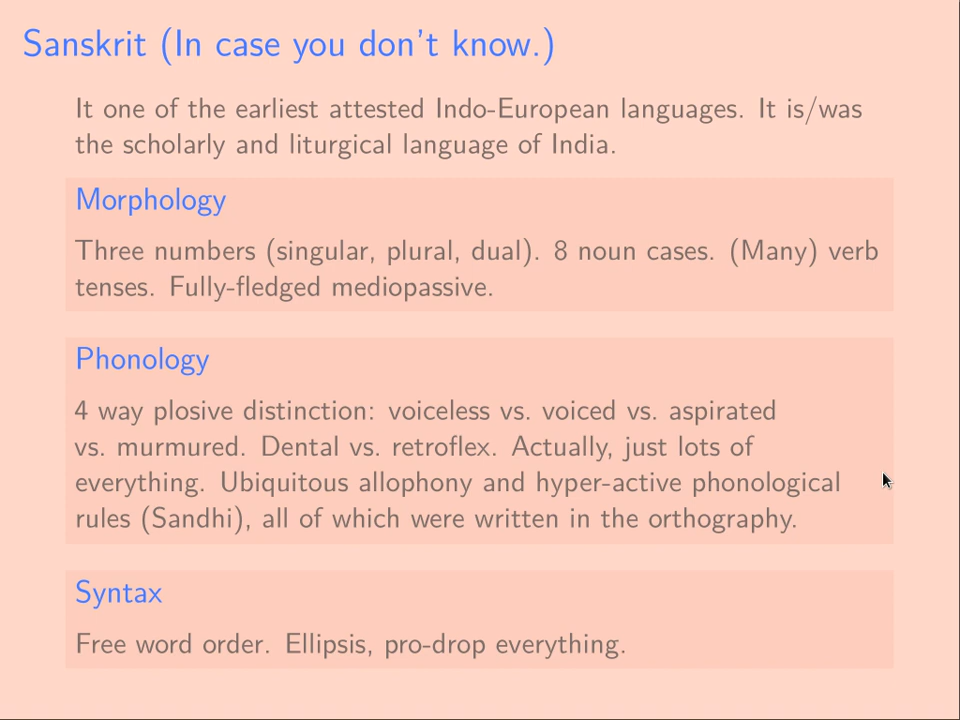 Sanskrit (In case you don't know.)
It one of the earliest attested Indo-European languages. It is/was
the scholarly and liturgical language of India.
Morphology
Three numbers (singular, plural, dual). 8 noun cases. (Many) verb
tenses. Fully-fledged mediopassive.
Phonology
4 way plosive distinction: voiceless vs. voiced vs. aspirated
vs. murmured. Dental vs. retroflex. Actually, just lots of
everything. Ubiquitous allophony and hyper-active phonological
rules (Sandhi), all of which were written in the orthography.
Syntax
Free word order. Ellipsis, pro-drop everything.